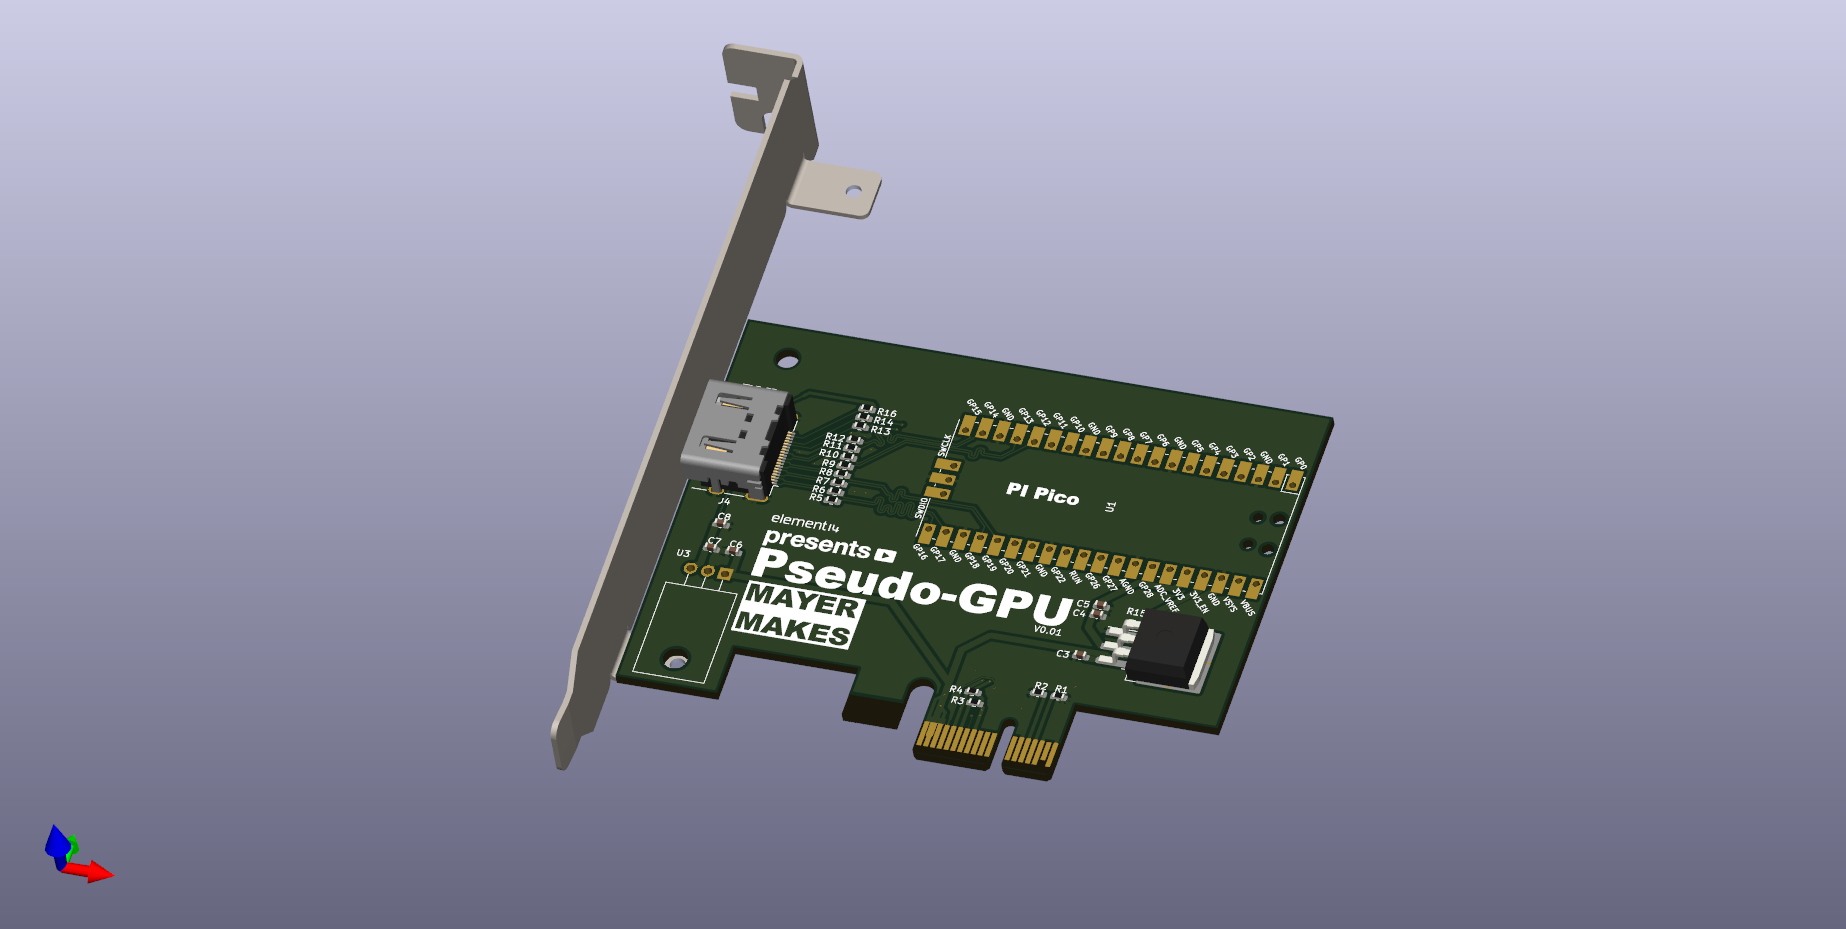 R16
R14
R13
R12
R11
R10
R9
R8
R7
R6
R5
GP15
GP14
GND
GP13
GP12
GP11
GP10
GND
GP9
GP8
GP7
GP6
GND
GP5
GP4
GP3
GP2
GND
GP1
GP0
SWCLK
SWDIO
PI Pico
U1
GP16
GP17
GND
GP18
GP19
GP20
GP21
GND
GP22
RUN
GP26
GP27
AGND
GP28
ADC_VREF
3V3
3V3_EN
GND
VSYS
VBUS
J4
C8
C7 C6
U3
element14
presents
Pseudo-GPU
MAYER
MAKES
V0.01
C5
C4
R15
C3
R4
R3
R2 R1